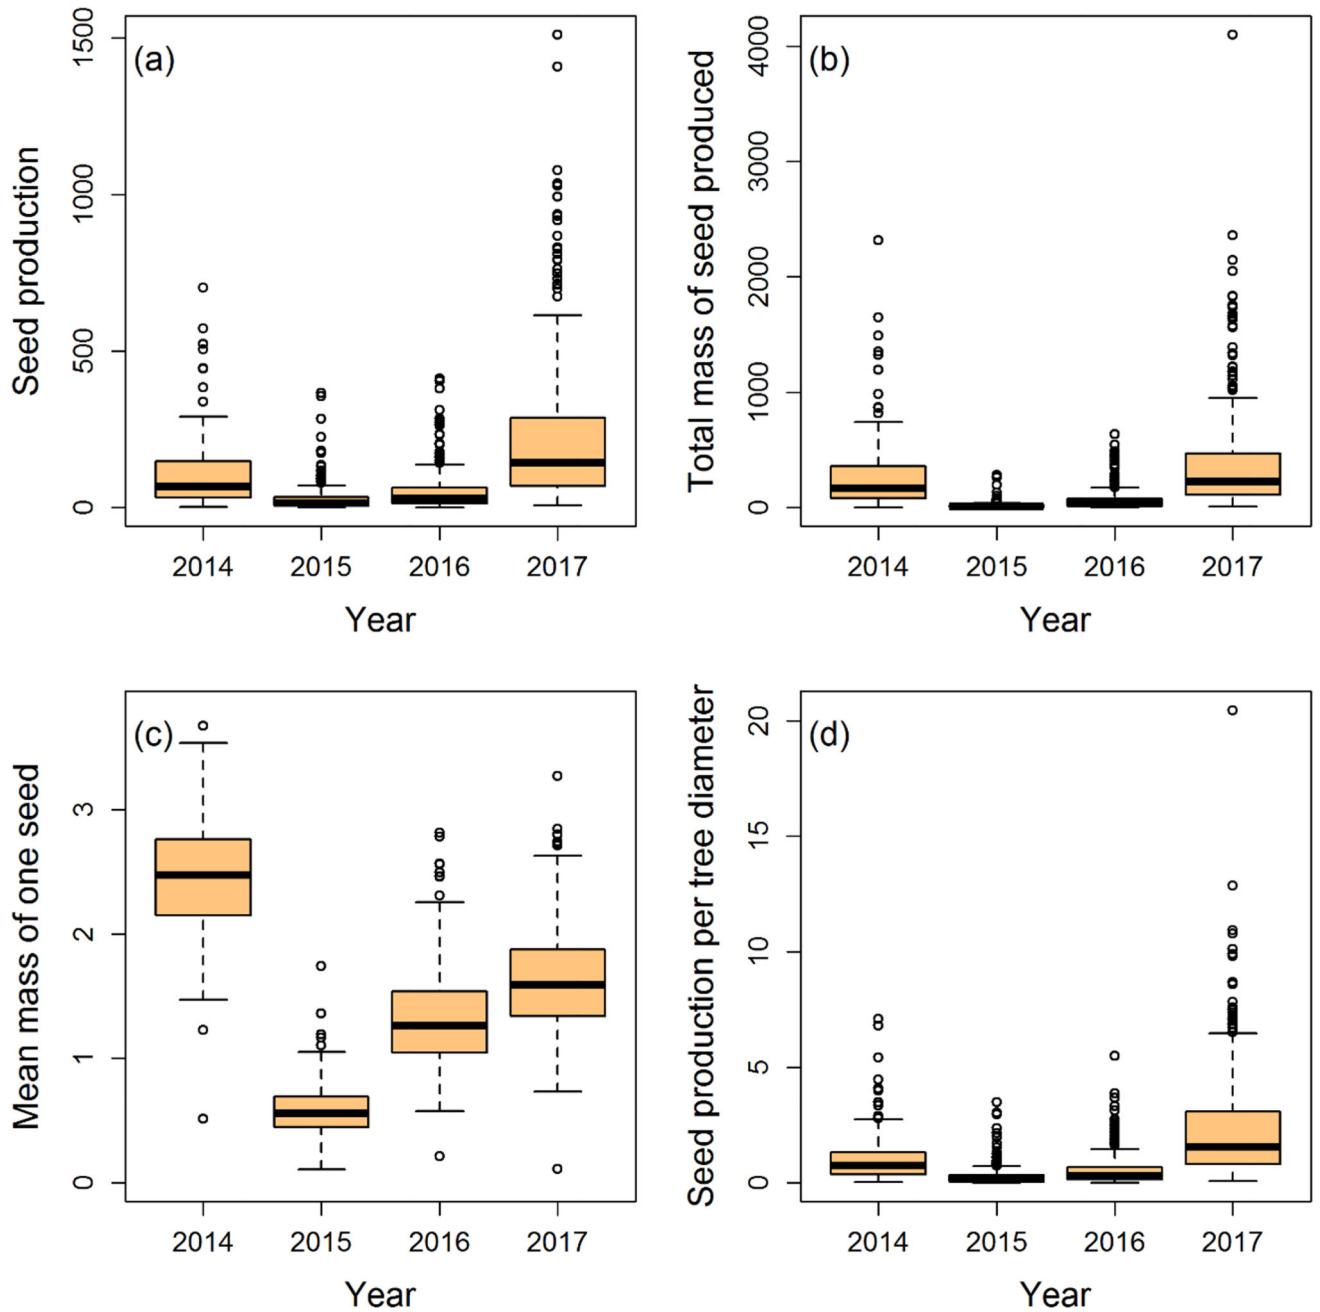 (a)
Seed production
1500
1000
500
0
2014 2015 2016 2017
Year
(b)
Total mass of seed produced
4000
3000
2000
1000
0
2014 2015 2016 2017
Year
(c)
Mean mass of one seed
3
2
1
0
2014 2015 2016 2017
Year
(d)
Seed production per tree diameter
20
15
10
5
0
2014 2015 2016 2017
Year